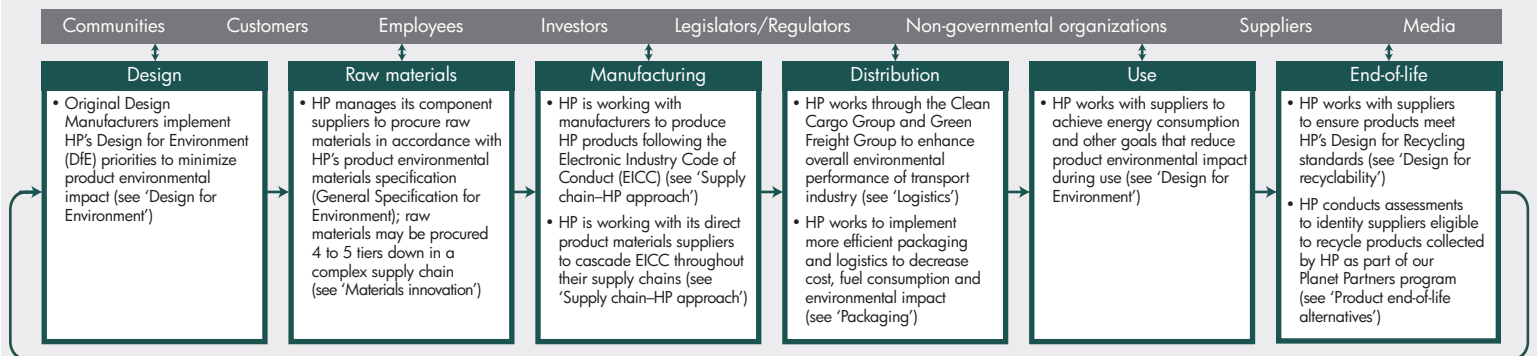 Communities Customers Employees Investors Legislators/Regulators Non-governmental organizations Suppliers Media
Design
• Original Design
Manufacturers implement
HP's Design for Environment
(DfE) priorities to minimize
product environmental
impact (see 'Design for
Environment')
Raw materials
• HP manages its component
suppliers to procure raw
materials in accordance with
HP's product environmental
materials specification
(General Specification for
Environment); raw
materials may be procured
4 to 5 tiers down in a
complex supply chain
(see 'Materials innovation')
Manufacturing
• HP is working with
manufacturers to produce
HP products following the
Electronic Industry Code of
Conduct (EICC) (see 'Supply
chain–HP approach')
• HP is working with its direct
product materials suppliers
to cascade EICC throughout
their supply chains (see
'Supply chain–HP approach')
Distribution
• HP works through the Clean
Cargo Group and Green
Freight Group to enhance
overall environmental
performance of transport
industry (see 'Logistics')
• HP works to implement
more efficient packaging
and logistics to decrease
cost, fuel consumption and
environmental impact
(see 'Packaging')
Use
• HP works with suppliers to
achieve energy consumption
and other goals that reduce
product environmental impact
during use (see 'Design for
Environment')
End-of-life
• HP works with suppliers
to ensure products meet
HP's Design for Recycling
standards (see 'Design for
recyclability')
• HP conducts assessments
to identity suppliers eligible
to recycle products collected
by HP as part of our
Planet Partners program
(see 'Product end-of-life
alternatives')